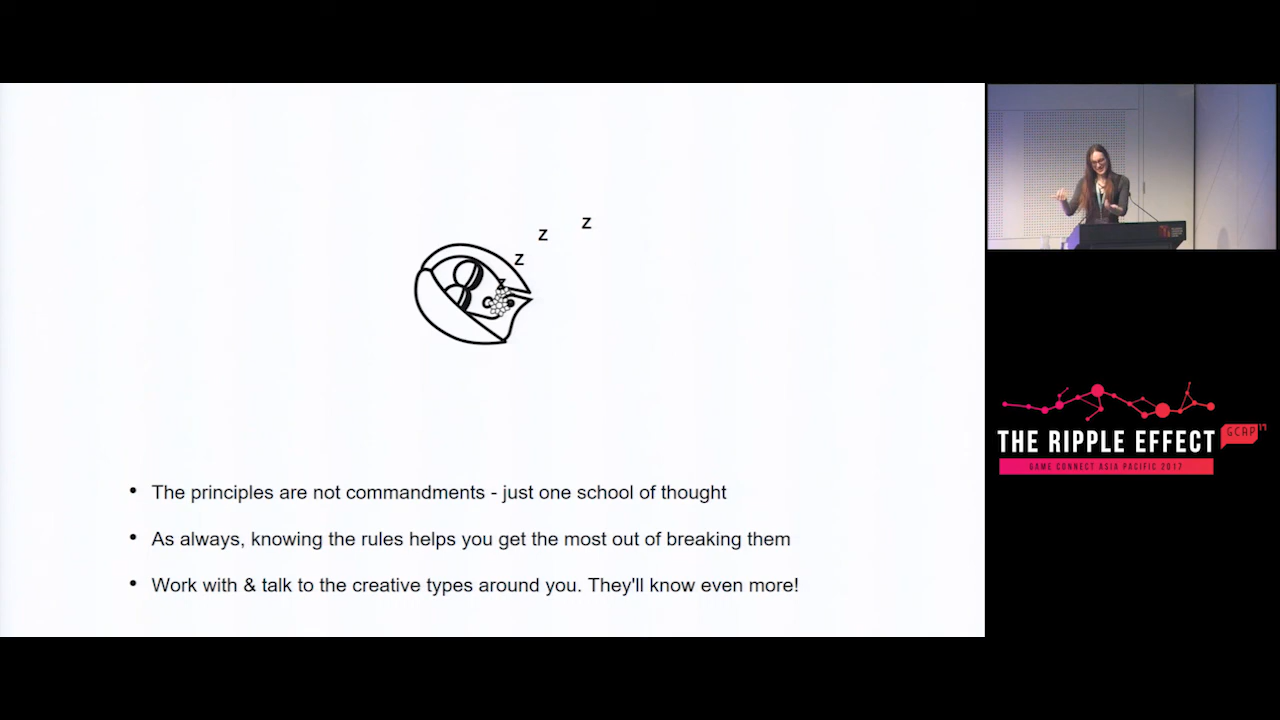 z
z
z
z
• The principles are not commandments - just one school of thought
• As always, knowing the rules helps you get the most out of breaking them
• Work with & talk to the creative types around you. They'll know even more!
THE RIPPLE EFFECT
GCAP 17
GAME CONNECT ASIA PACIFIC 2017